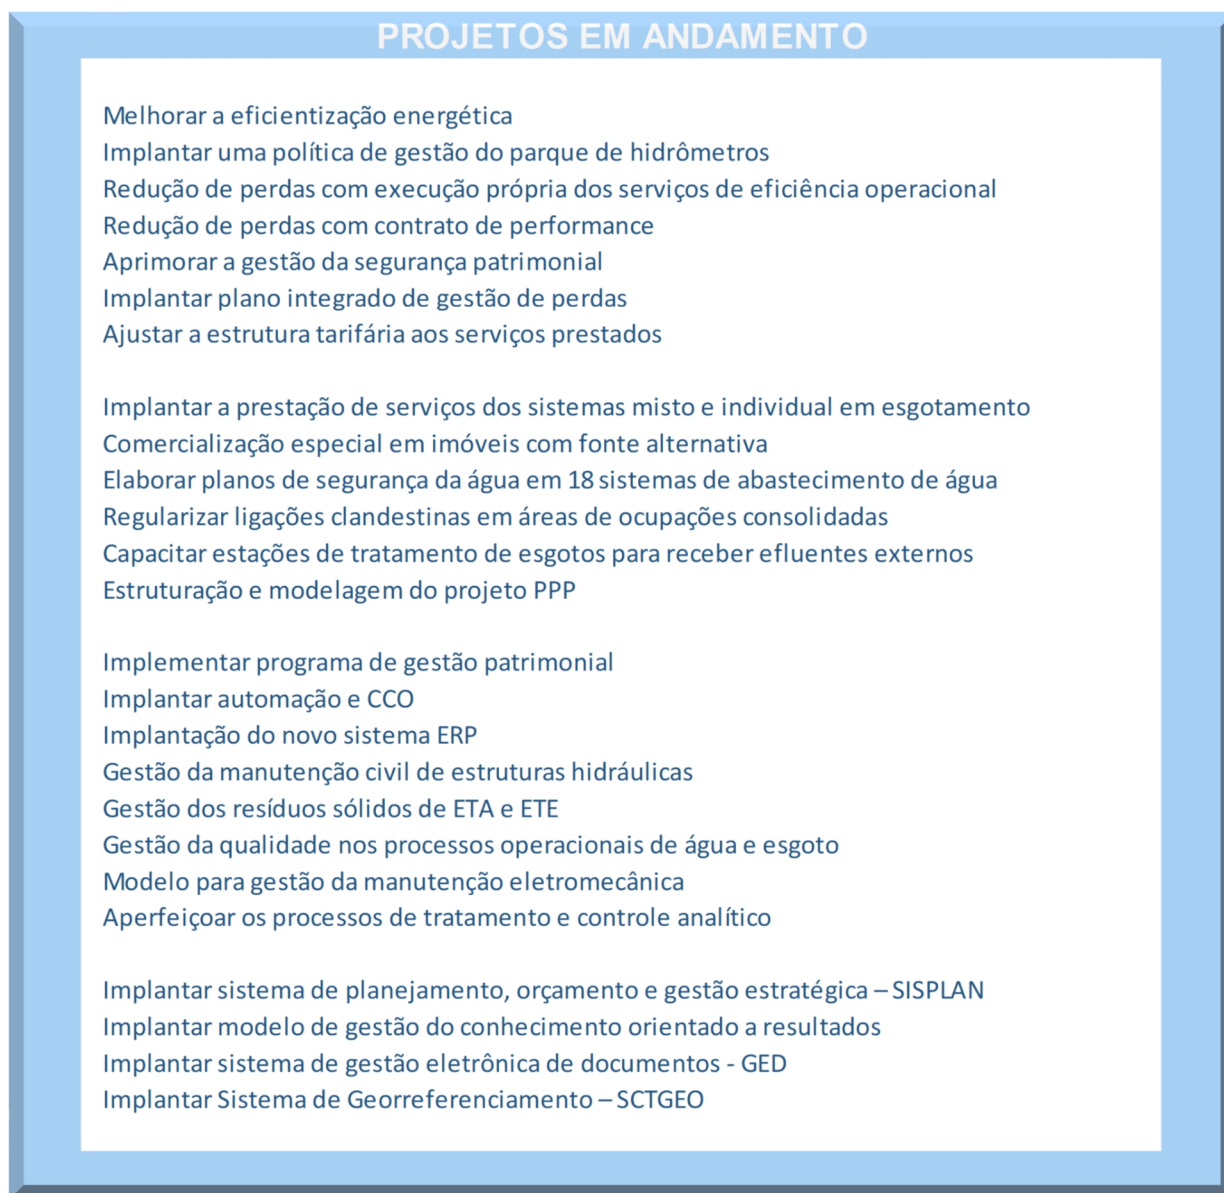 PROJETOS EM ANDAMENTO
Melhorar a eficientização energética
Implantar uma política de gestão do parque de hidrômetros
Redução de perdas com execução própria dos serviços de eficiência operacional
Redução de perdas com contrato de performance
Aprimorar a gestão da segurança patrimonial
Implantar plano integrado de gestão de perdas
Ajustar a estrutura tarifária aos serviços prestados
Implantar a prestação de serviços dos sistemas misto e individual em esgotamento
Comercialização especial em imóveis com fonte alternativa
Elaborar planos de segurança da água em 18 sistemas de abastecimento de água
Regularizar ligações clandestinas em áreas de ocupações consolidadas
Capacitar estações de tratamento de esgotos para receber efluentes externos
Estruturação e modelagem do projeto PPP
Implementar programa de gestão patrimonial
Implantar automação e CCO
Implantação do novo sistema ERP
Gestão da manutenção civil de estruturas hidráulicas
Gestão dos resíduos sólidos de ETA e ETE
Gestão da qualidade nos processos operacionais de água e esgoto
Modelo para gestão da manutenção eletromecânica
Aperfeiçoar os processos de tratamento e controle analítico
Implantar sistema de planejamento, orçamento e gestão estratégica – SISPLAN
Implantar modelo de gestão do conhecimento orientado a resultados
Implantar sistema de gestão eletrônica de documentos - GED
Implantar Sistema de Georreferenciamento – SCTGEO